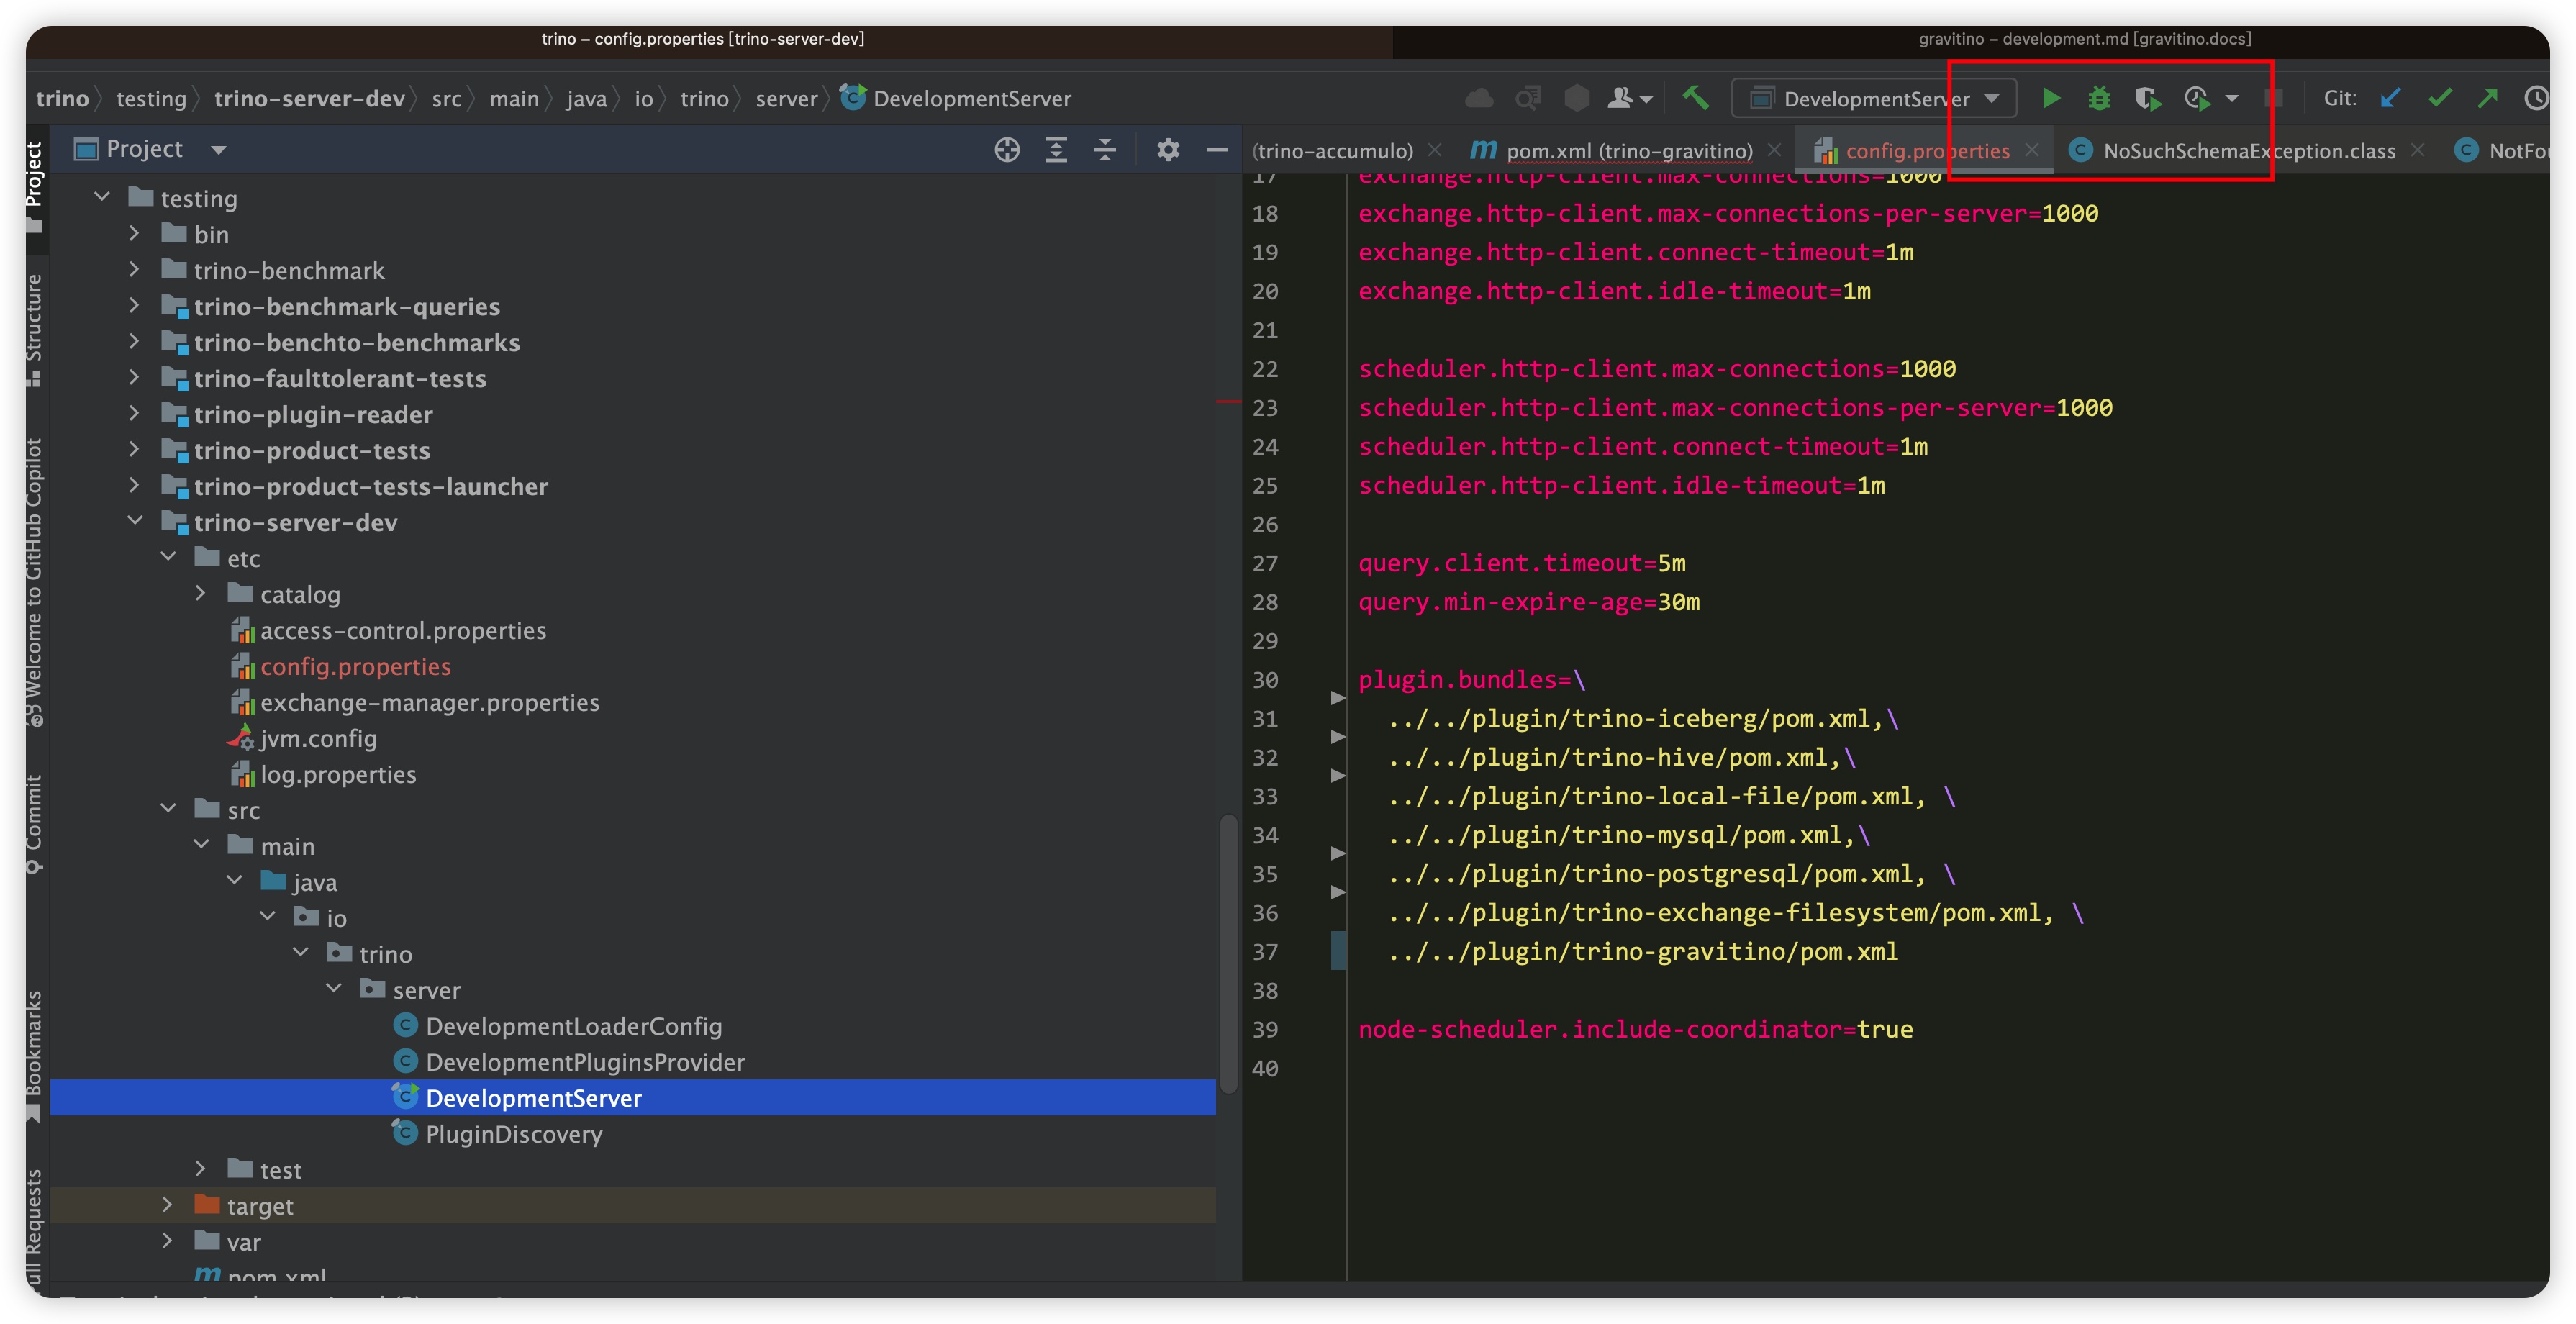 trino – config.properties [trino-server-dev]
gravitino – development.md [gravitino.docs]
trino testing trino-server-dev src main java io trino server DevelopmentServer
DevelopmentServer
Git:
Project
Project
Structure
Welcome to GitHub Copilot
Commit
Bookmarks
Pull Requests
testing
bin
trino-benchmark
trino-benchmark-queries
trino-benchto-benchmarks
trino-faulttolerant-tests
trino-plugin-reader
trino-product-tests
trino-product-tests-launcher
trino-server-dev
etc
catalog
access-control.properties
config.properties
exchange-manager.properties
jvm.config
log.properties
src
main
java
io
trino
server
DevelopmentLoaderConfig
DevelopmentPluginsProvider
DevelopmentServer
PluginDiscovery
test
target
var
pom.xml
(trino-accumulo)
pom.xml (trino-gravitino)
config.properties
NoSuchSchemaException.class
NotFou
17 exchange.http-client.max-connections=1000
18 exchange.http-client.max-connections-per-server=1000
19 exchange.http-client.connect-timeout=1m
20 exchange.http-client.idle-timeout=1m
21
22 scheduler.http-client.max-connections=1000
23 scheduler.http-client.max-connections-per-server=1000
24 scheduler.http-client.connect-timeout=1m
25 scheduler.http-client.idle-timeout=1m
26
27 query.client.timeout=5m
28 query.min-expire-age=30m
29
30 plugin.bundles=\
31 ../../plugin/trino-iceberg/pom.xml,\
32 ../../plugin/trino-hive/pom.xml,\
33 ../../plugin/trino-local-file/pom.xml, \
34 ../../plugin/trino-mysql/pom.xml,\
35 ../../plugin/trino-postgresql/pom.xml, \
36 ../../plugin/trino-exchange-filesystem/pom.xml, \
37 ../../plugin/trino-gravitino/pom.xml
38
39 node-scheduler.include-coordinator=true
40